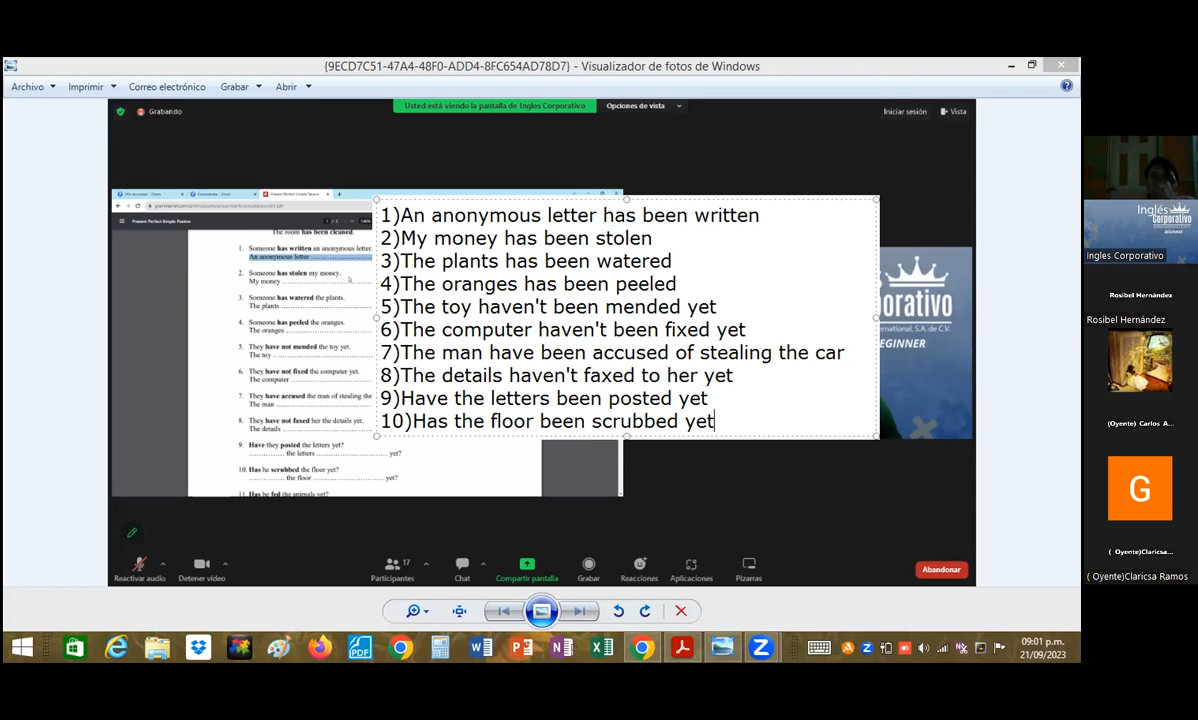 {9ECD7C51-47A4-48F0-ADD4-8FC654AD78D7} - Visualizador de fotos de Windows
Archivo Imprimir Correo electrónico Grabar Abrir
Grabando
Usted está viendo la pantalla de Ingles Corporativo
Opciones de vista
Iniciar sesión
Vista
Present Perfect Simple Passive
The room has been cleaned.
1. Someone has written an anonymous letter.
An anonymous letter
2. Someone has stolen my money.
My money
3. Someone has watered the plants.
The plants
4. Someone has peeled the oranges.
The oranges
5. They have not mended the toy yet.
The toy
6. They have not fixed the computer yet.
The computer
7. They have accused the man of stealing the
The man
8. They have not faxed her the details yet.
The details
9. Have they posted the letters yet?
the letters yet?
10. Has he scrubbed the floor yet?
the floor yet?
11. Has he fed the animals yet?
1)An anonymous letter has been written
2)My money has been stolen
3)The plants has been watered
4)The oranges has been peeled
5)The toy haven't been mended yet
6)The computer haven't been fixed yet
7)The man have been accused of stealing the car
8)The details haven't faxed to her yet
9)Have the letters been posted yet
10)Has the floor been scrubbed yet
orativo
ernational, S.A. de C.V.
GINNER
Reactivar audio
Detener video
17
Participantes
Chat
Compartir pantalla
Grabar
Reacciones
Aplicaciones
Pizarras
Abandonar
09:01 p.m.
21/09/2023
Inglés
Corporativo
BEGINNER
Ingles Corporativo
Rosibel Hernández
Rosibel Hernández
(Oyente) Carlos A...
G
( Oyente)Claricsa...
( Oyente)Claricsa Ramos